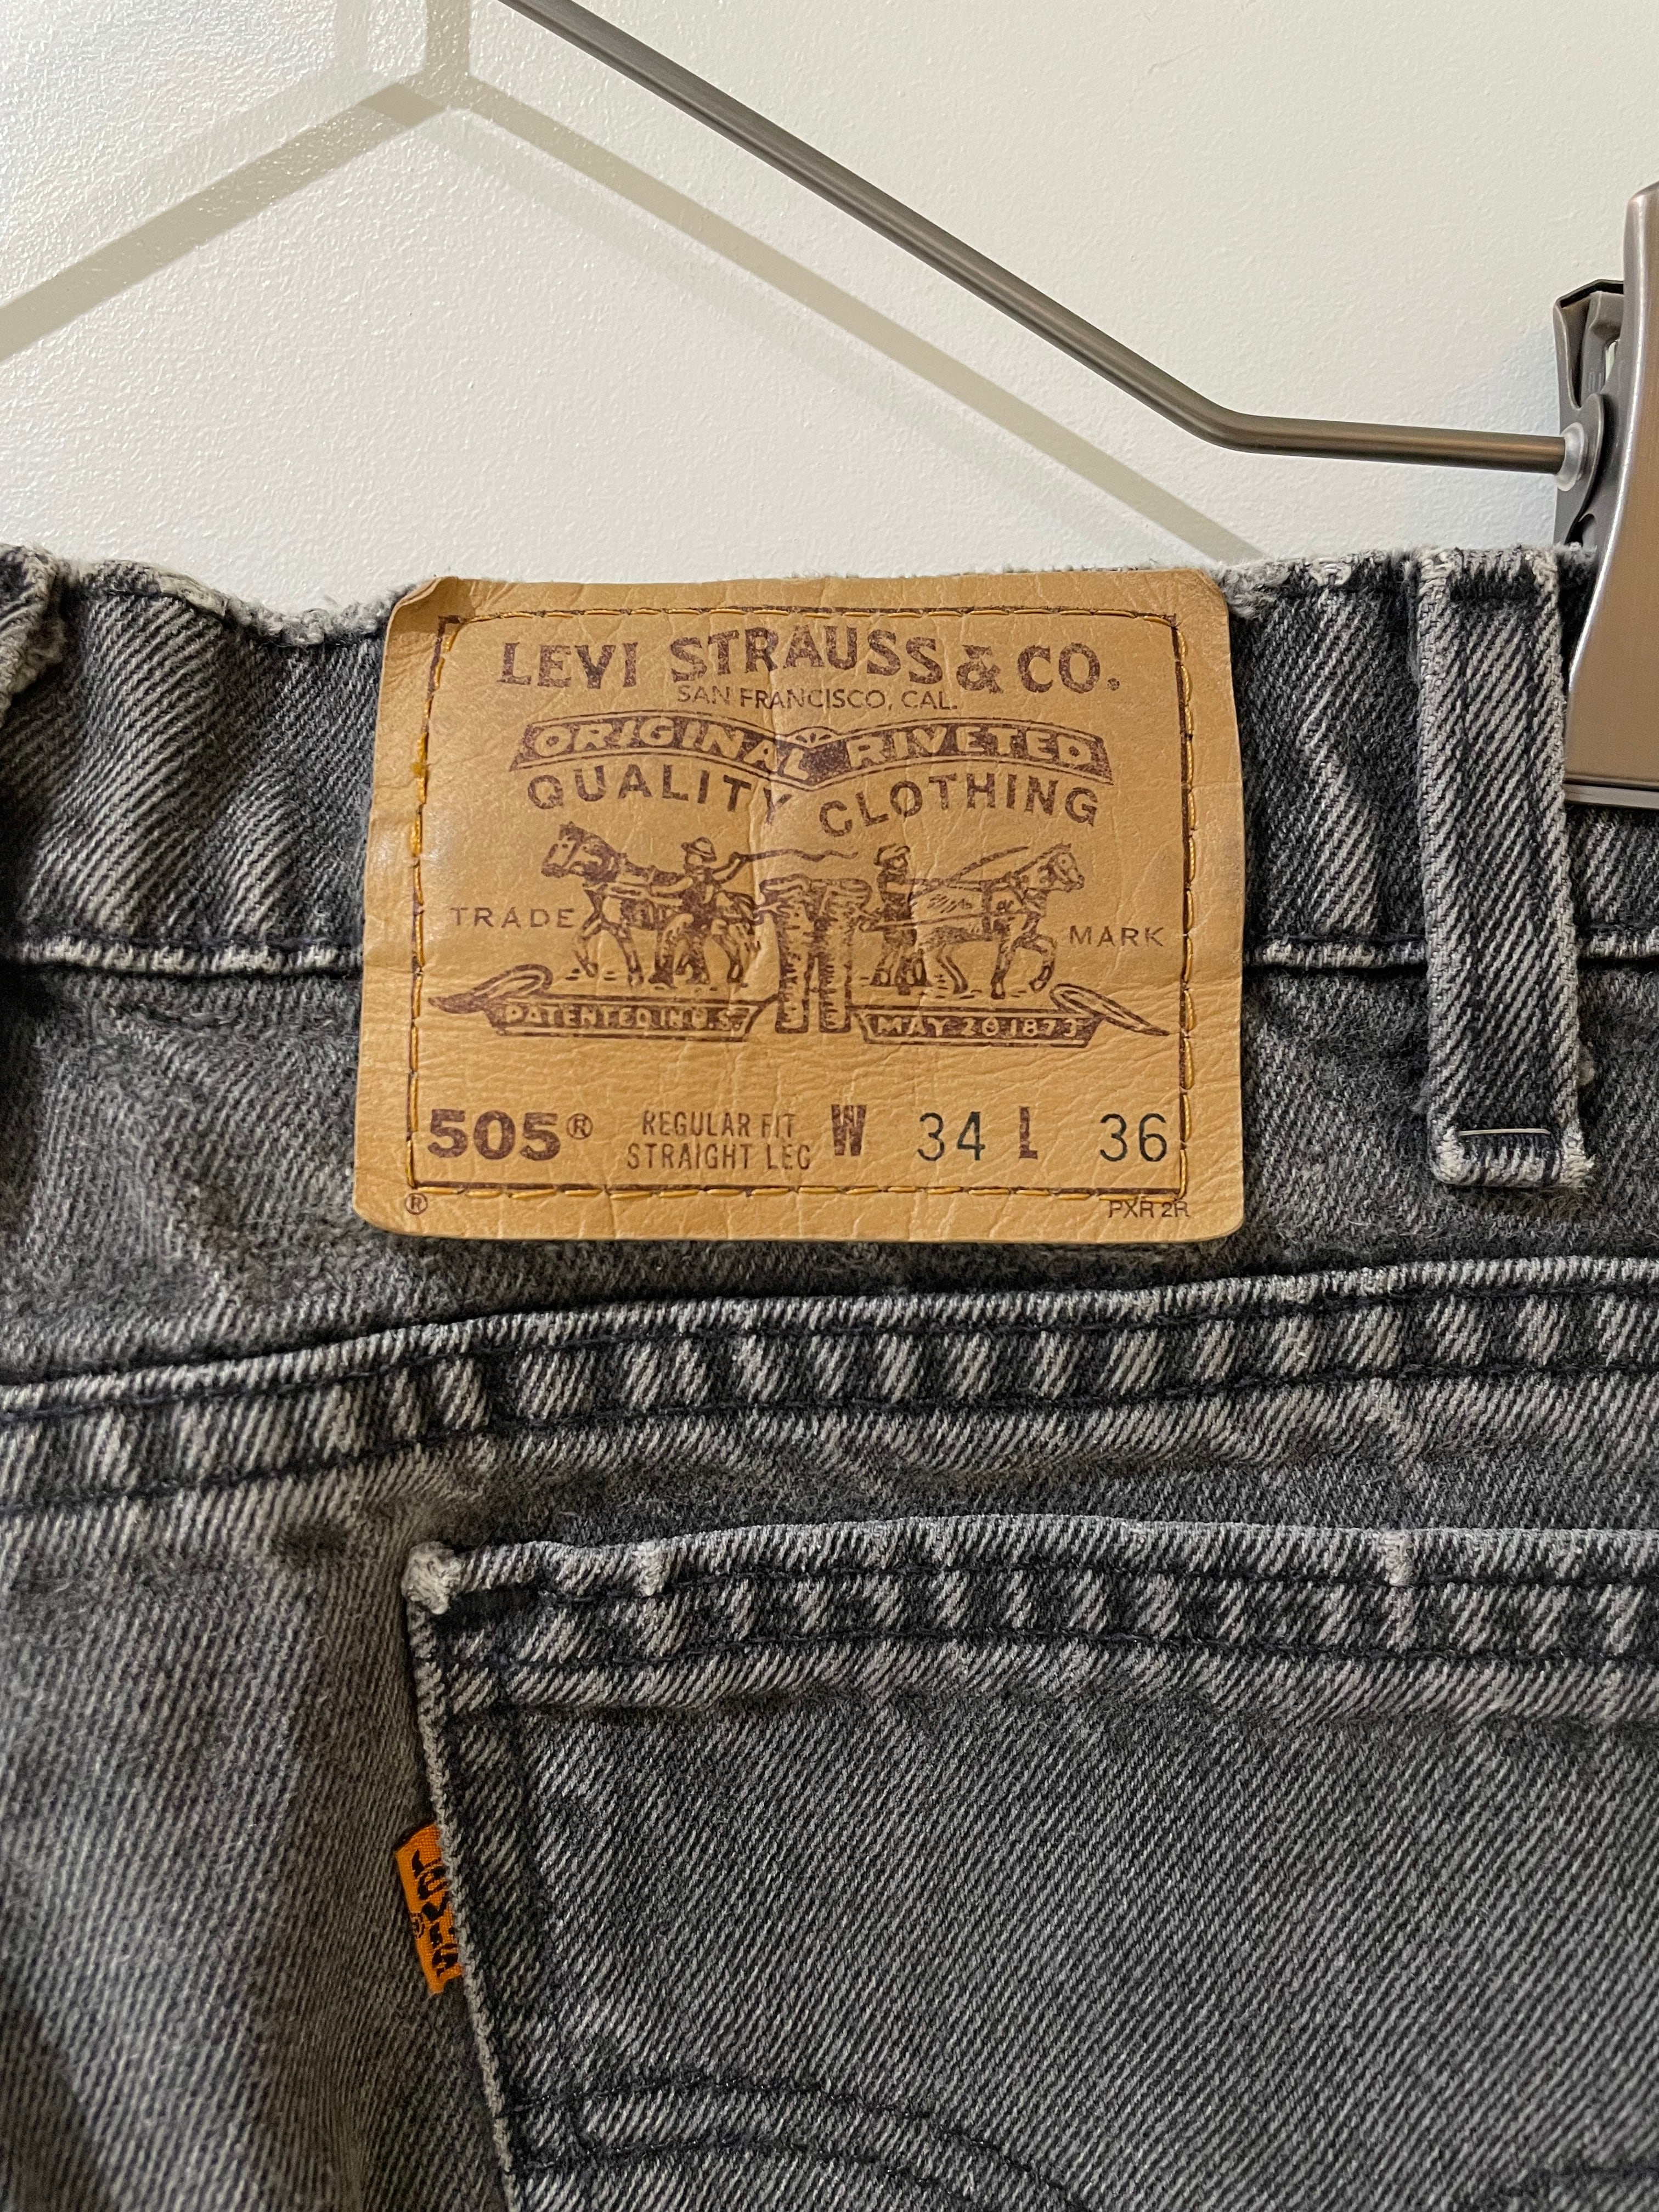 LEVI STRAUSS & CO.
SAN FRANCISCO, CAL.
ORIGINAL RIVETED
QUALITY CLOTHING
TRADE MARK
PATENTED IN U.S. MAY 20 1873
505® REGULAR FIT STRAIGHT LEG W 34 L 36
® PXR 2R
LEVI'S ®